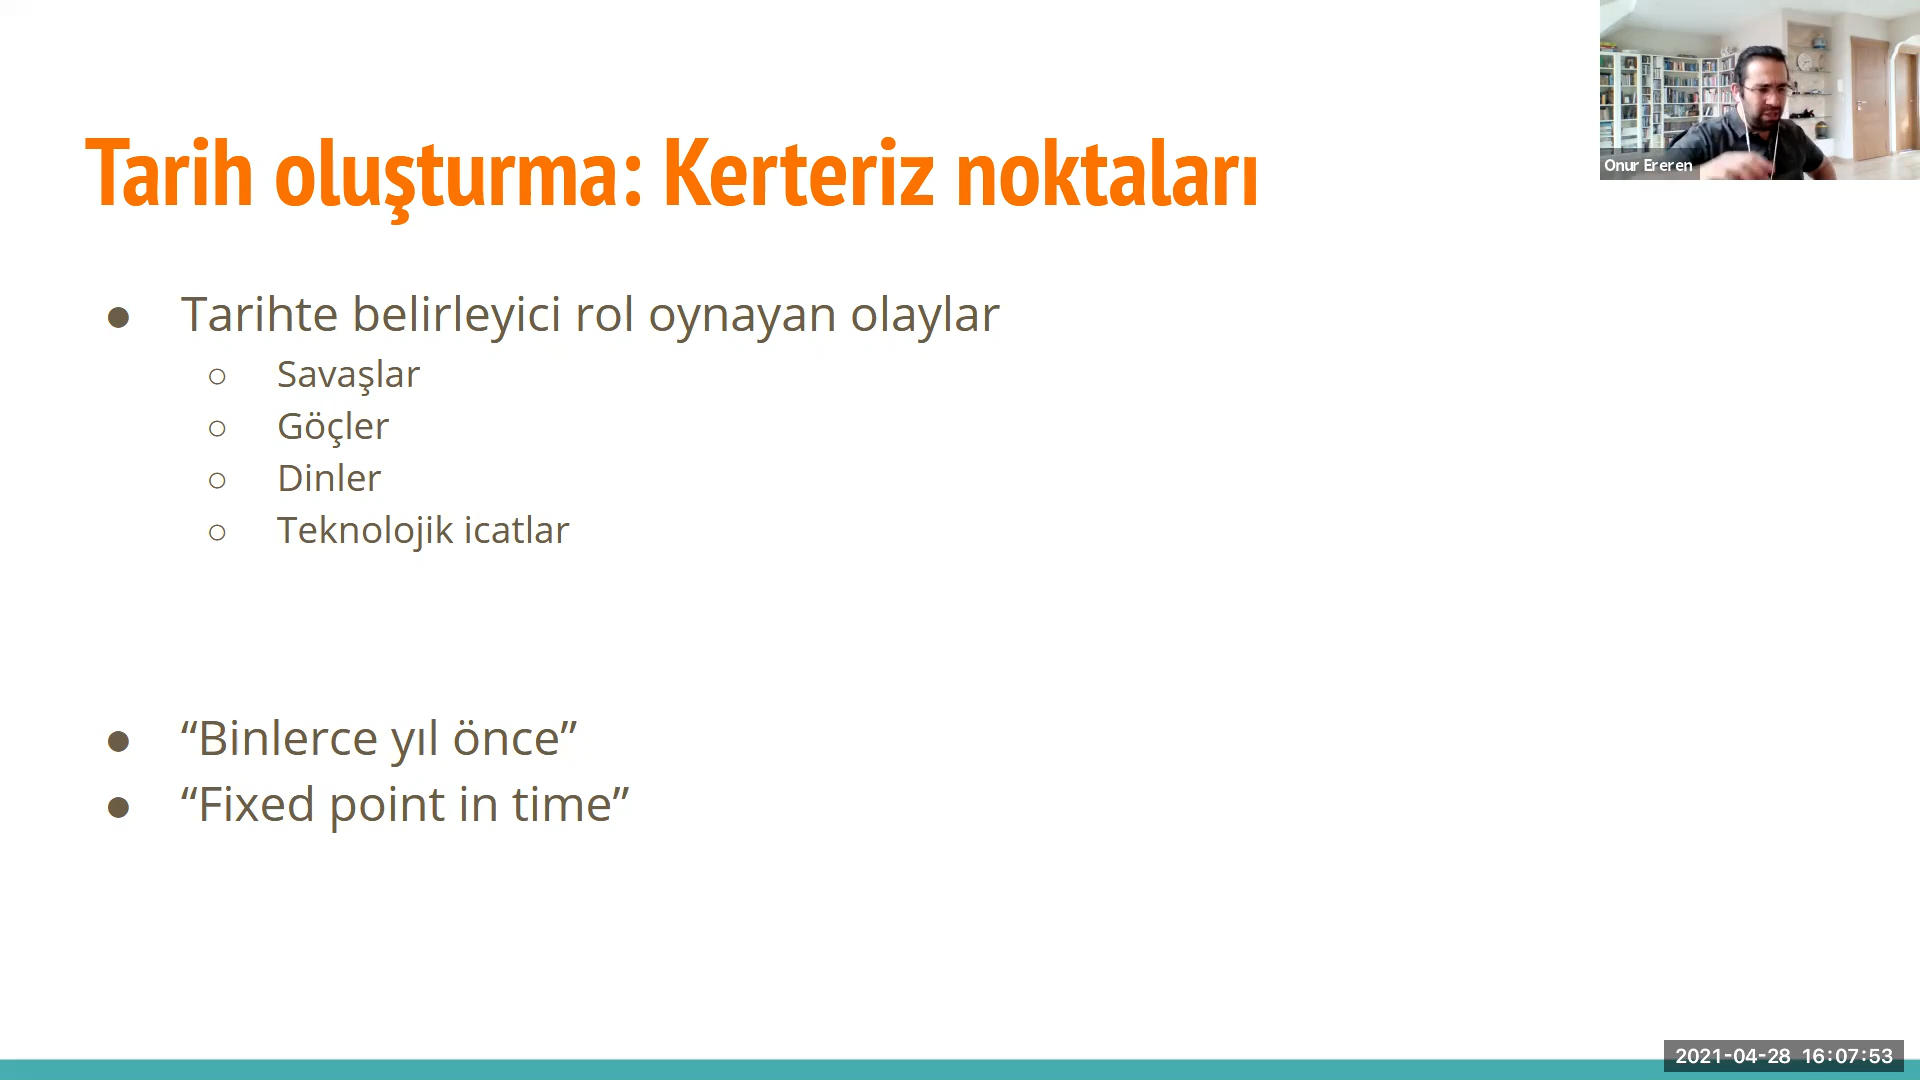 Tarih oluşturma: Kerteriz noktaları
● Tarihte belirleyici rol oynayan olaylar
○ Savaşlar
○ Göçler
○ Dinler
○ Teknolojik icatlar
● “Binlerce yıl önce”
● “Fixed point in time”
Onur Ereren
2021-04-28 16:07:53